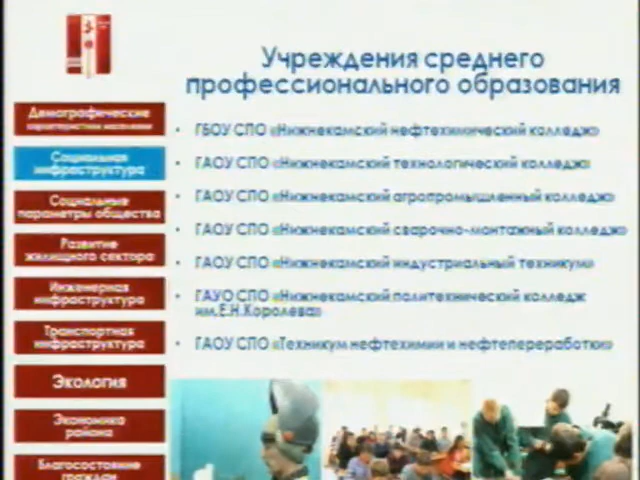 Учреждения среднего
профессионального образования
Демографические
характеристики населения
Социальная
инфраструктура
Социальные
параметры общества
Развитие
жилищного сектора
Инженерная
инфраструктура
Транспортная
инфраструктура
Экология
Экономика
района
Благосостояние
граждан
• ГБОУ СПО «Нижнекамский нефтехимический колледж»
• ГАОУ СПО «Нижнекамский технологический колледж»
• ГАОУ СПО «Нижнекамский агропромышленный колледж»
• ГАОУ СПО «Нижнекамский сварочно-монтажный колледж»
• ГАОУ СПО «Нижнекамский индустриальный техникум»
• ГАУО СПО «Нижнекамский политехнический колледж
им.Е.Н.Королева»
• ГАОУ СПО «Техникум нефтехимии и нефтепереработки»